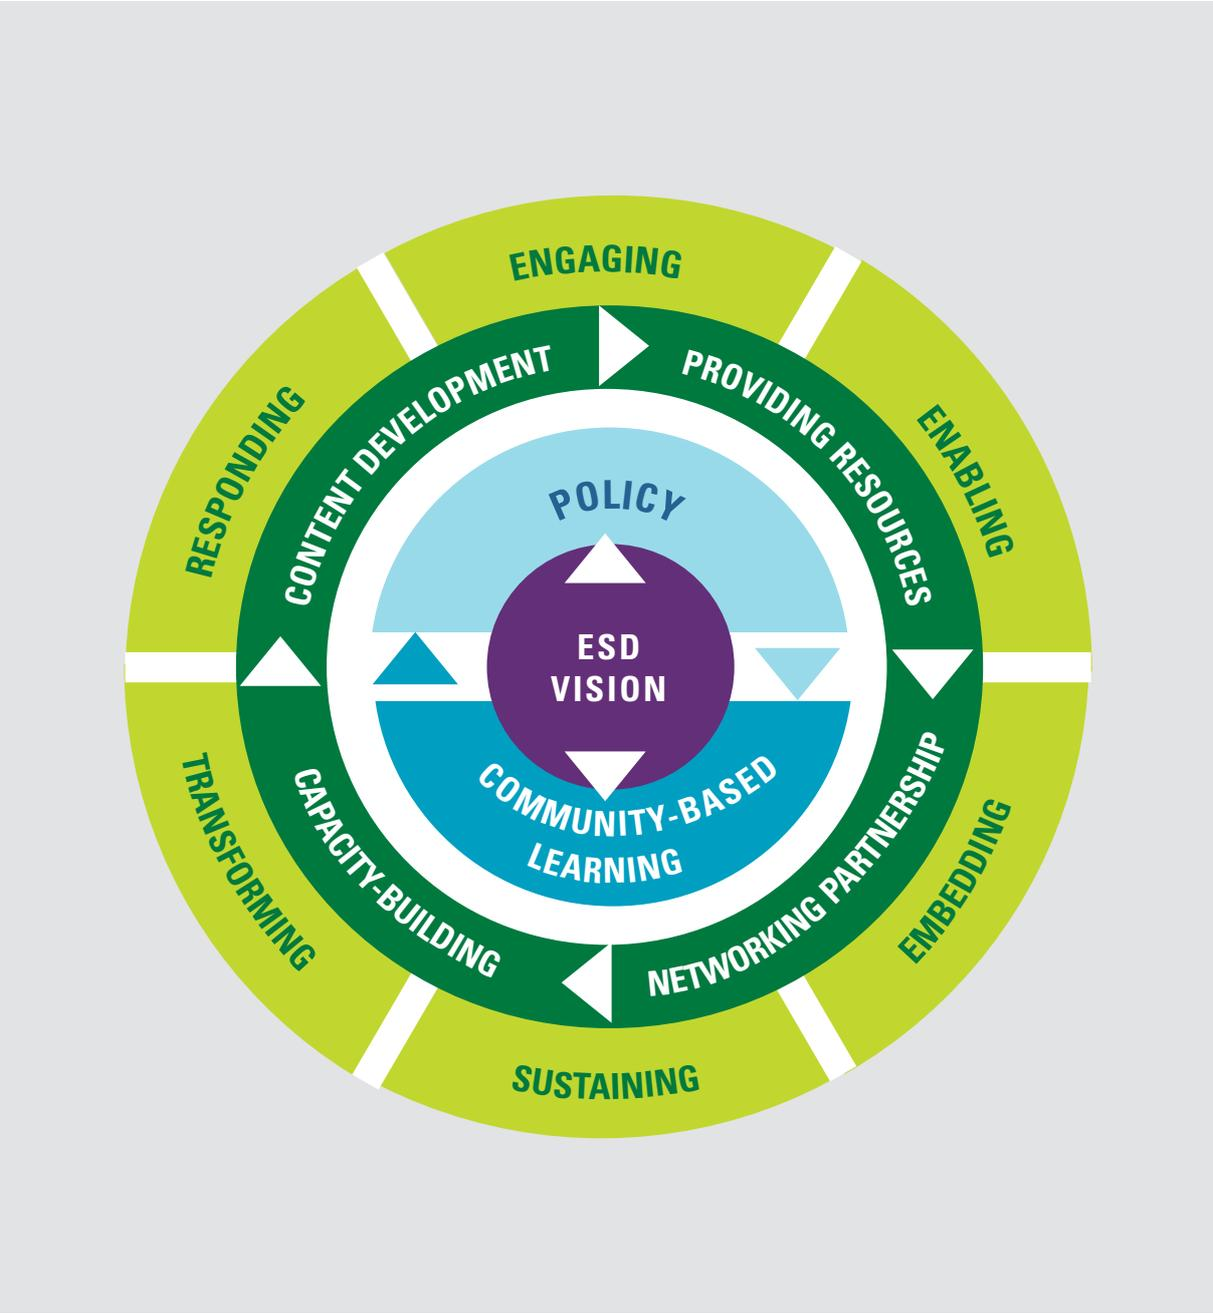 ENGAGING
ENABLING
EMBEDDING
SUSTAINING
TRANSFORMING
RESPONDING
CONTENT DEVELOPMENT
PROVIDING RESOURCES
NETWORKING PARTNERSHIP
CAPACITY-BUILDING
POLICY
ESD
VISION
COMMUNITY-BASED
LEARNING